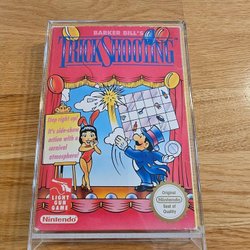 BARKER BILL'S
TRICK SHOOTING
Step right up!
It's side-show
action with a
carnival
atmosphere!
LIGHT
GUN
GAME
Nintendo
Original
Nintendo
Seal of
Quality